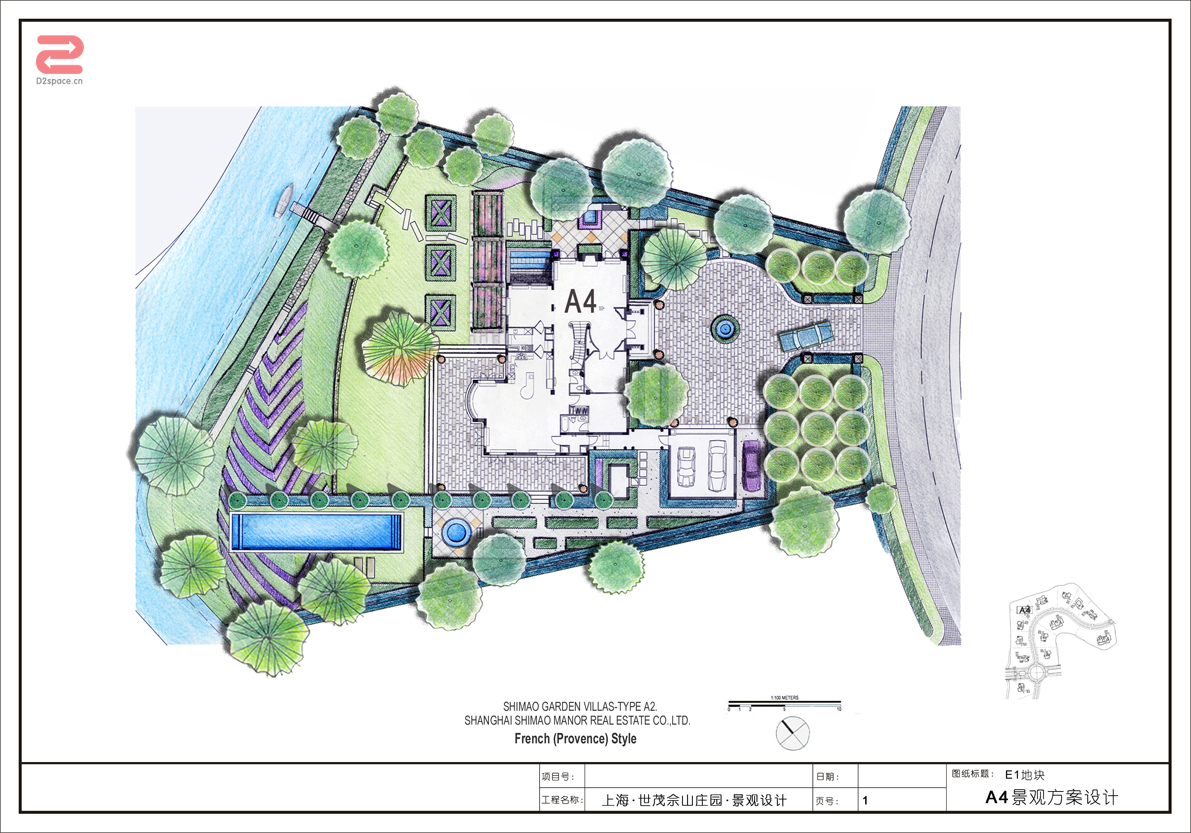 D2space.cn
A4
A4
SHIMAO GARDEN VILLAS-TYPE A2.
SHANGHAI SHIMAO MANOR REAL ESTATE CO.,LTD.
French (Provence) Style
1:100 METERS
0 1 2 5 10
项目号：
日期：
图纸标题： E1地块
工程名称： 上海·世茂佘山庄园·景观设计
页号： 1
A4景观方案设计